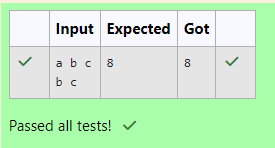 Input Expected Got
✓ a b c 8 8 ✓
b c
Passed all tests! ✓